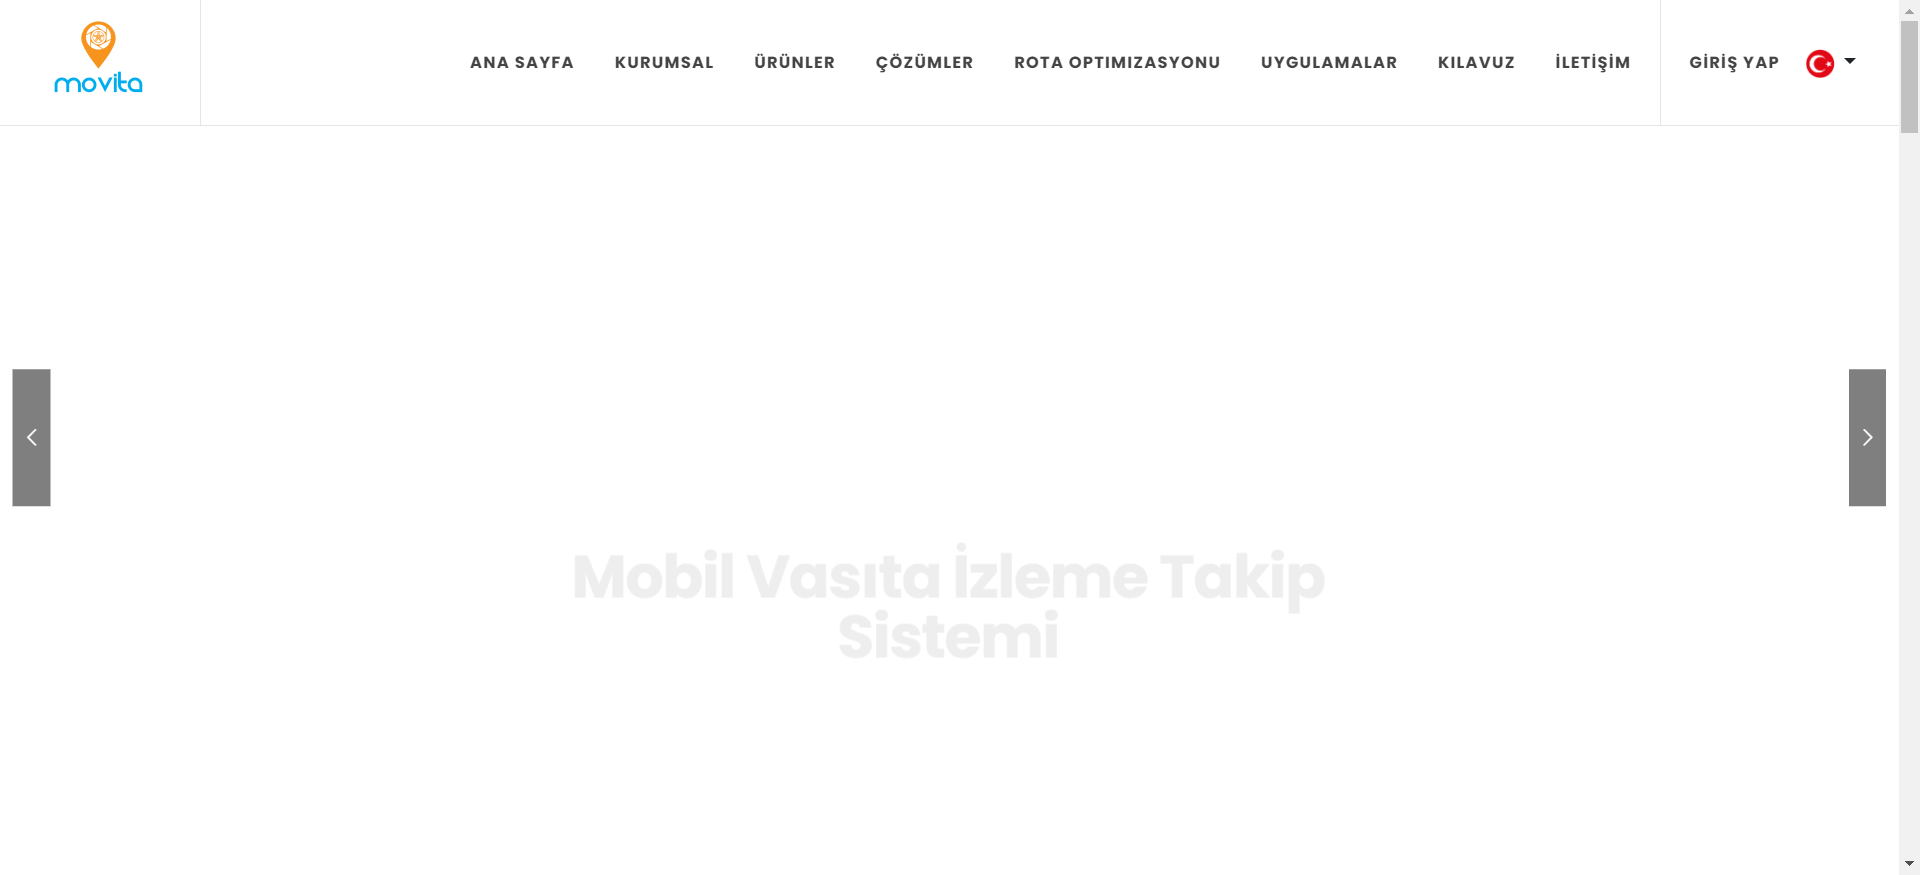 movita
ANA SAYFA
KURUMSAL
ÜRÜNLER
ÇÖZÜMLER
ROTA OPTIMIZASYONU
UYGULAMALAR
KILAVUZ
İLETİŞİM
GİRİŞ YAP
Mobil Vasıta İzleme Takip
Sistemi